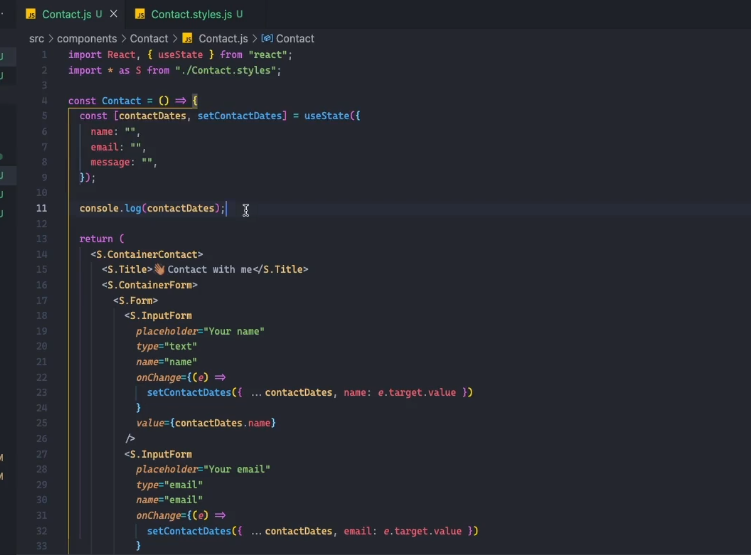 JS Contact.js U × JS Contact.styles.js U
src > components > Contact > JS Contact.js > Contact
1 import React, { useState } from "react";
2 import * as S from "./Contact.styles";
3
4 const Contact = () => {
5 const [contactDates, setContactDates] = useState({
6 name: "",
7 email: "",
8 message: "",
9 });
10
11 console.log(contactDates);
12
13 return (
14 <S.ContainerContact>
15 <S.Title>👋🏽 Contact with me</S.Title>
16 <S.ContainerForm>
17 <S.Form>
18 <S.InputForm
19 placeholder="Your name"
20 type="text"
21 name="name"
22 onChange={(e) =>
23 setContactDates({ ...contactDates, name: e.target.value })
24 }
25 value={contactDates.name}
26 />
27 <S.InputForm
28 placeholder="Your email"
29 type="email"
30 name="email"
31 onChange={(e) =>
32 setContactDates({ ...contactDates, email: e.target.value })
33 }